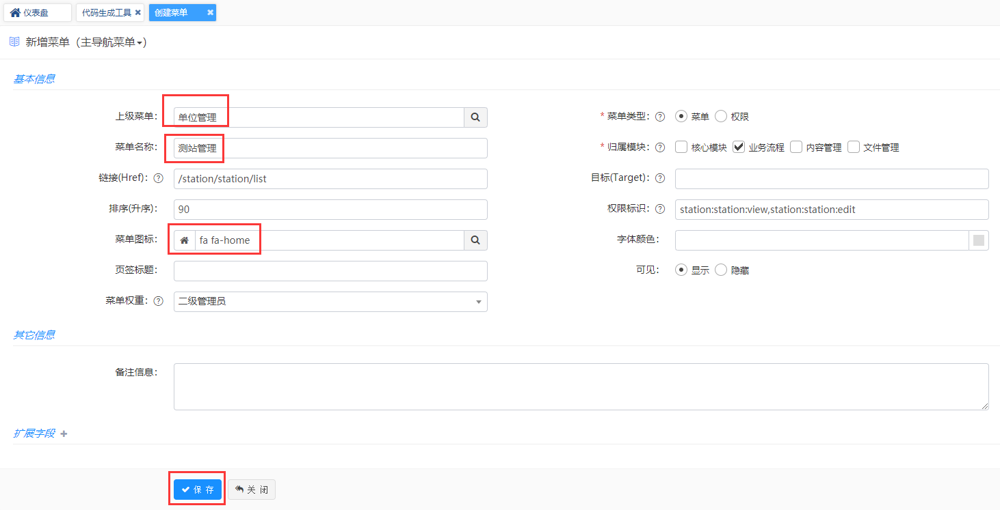 仪表盘 代码生成工具 创建菜单
新增菜单（主导航菜单）
基本信息
上级菜单： 单位管理 * 菜单类型： 菜单 权限
菜单名称： 测站管理 * 归属模块： 核心模块 业务流程 内容管理 文件管理
链接(Href)： /station/station/list 目标(Target)：
排序(升序)： 90 权限标识： station:station:view,station:station:edit
菜单图标： fa fa-home 字体颜色：
页签标题： 可见： 显示 隐藏
菜单权重： 二级管理员
其它信息
备注信息：
扩展字段
保 存 关 闭